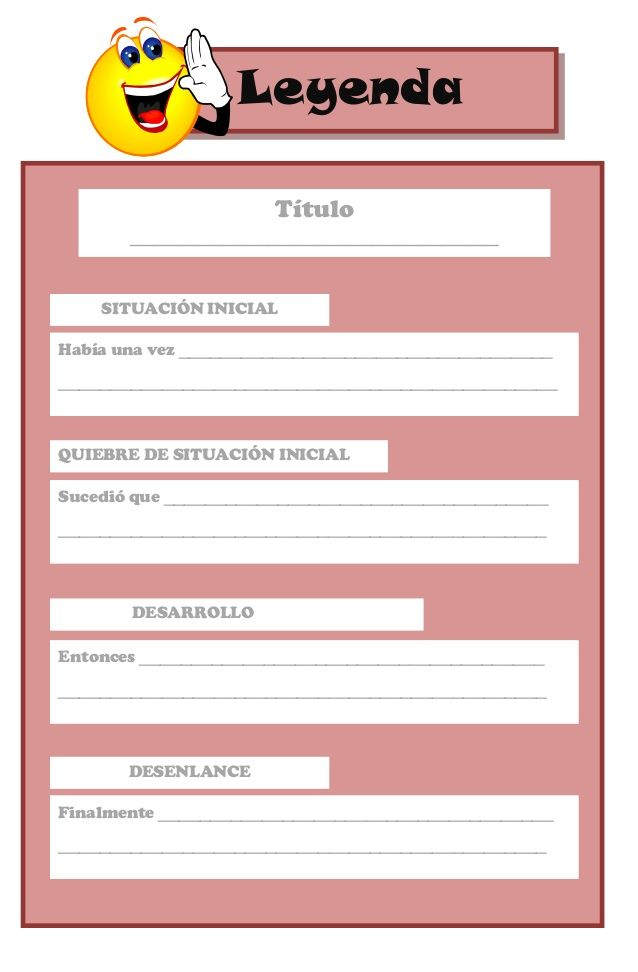 Leyenda
Título
SITUACIÓN INICIAL
Había una vez
QUIEBRE DE SITUACIÓN INICIAL
Sucedió que
DESARROLLO
Entonces
DESENLANCE
Finalmente